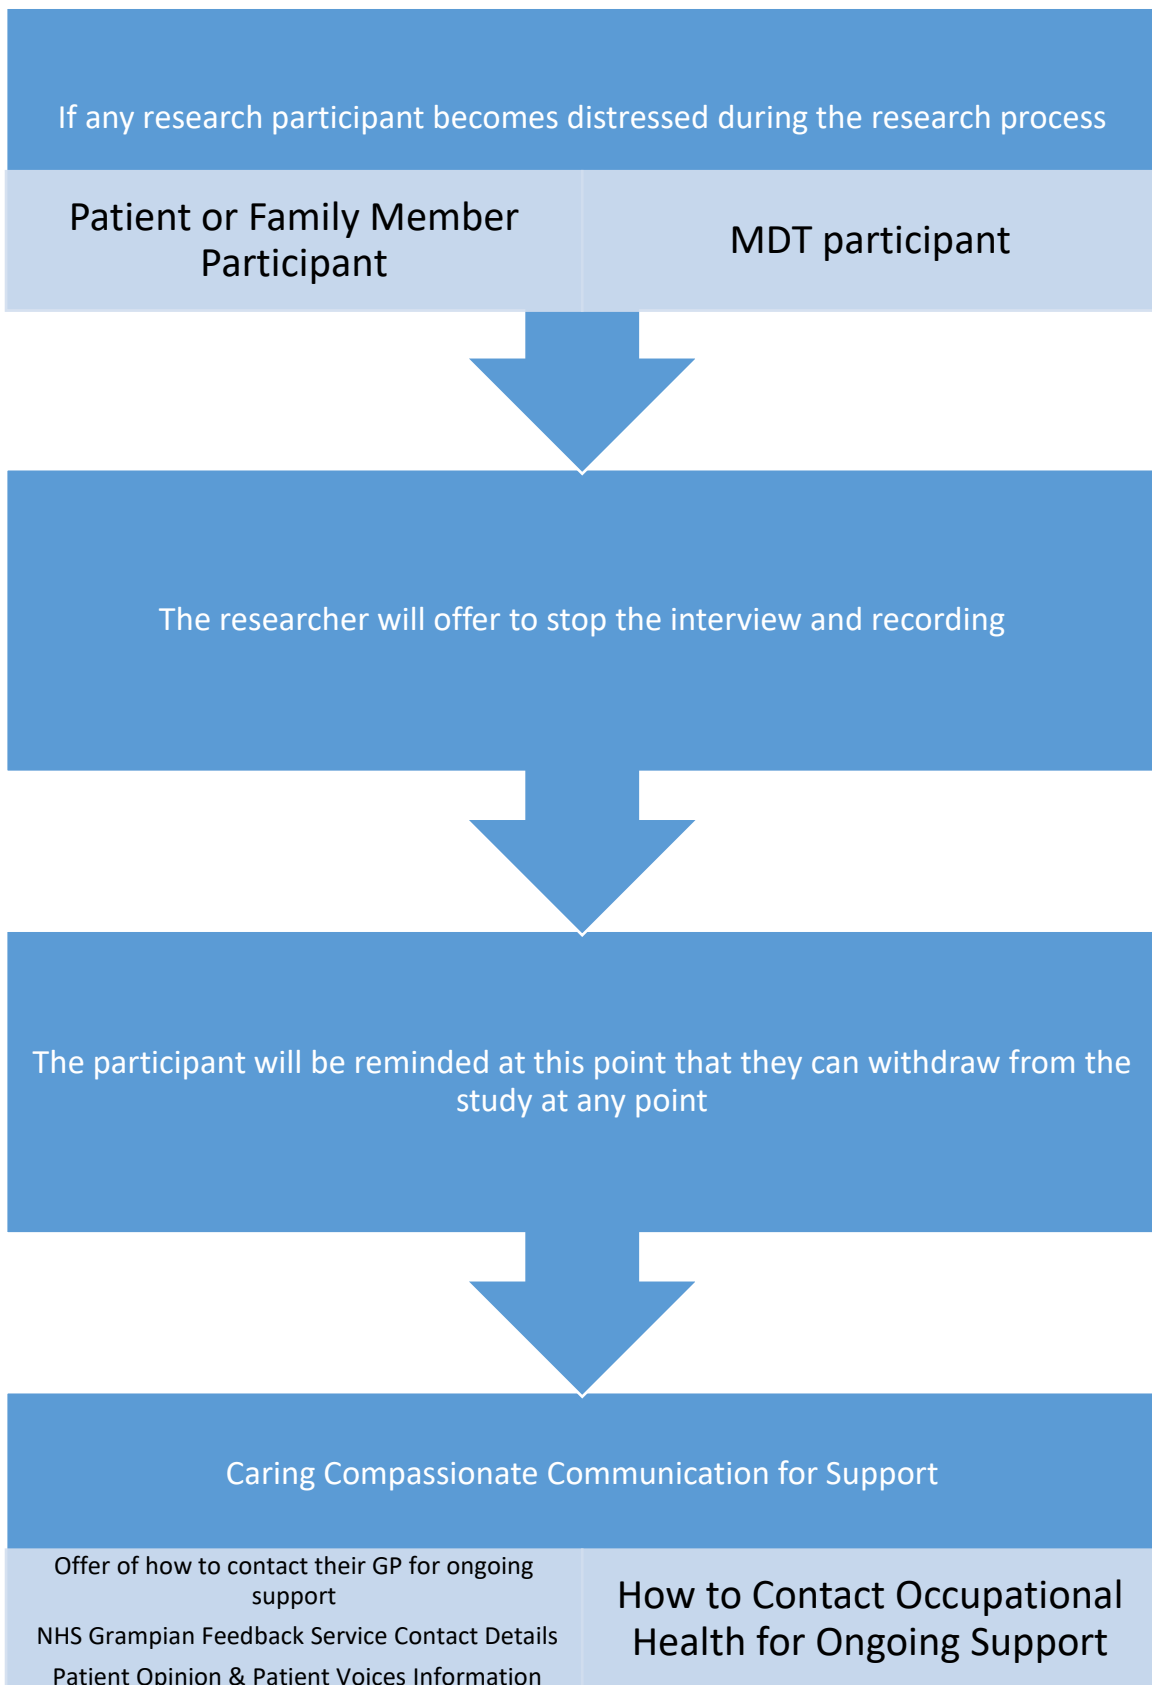 If any research participant becomes distressed during the research process
Patient or Family Member
Participant
MDT participant
The researcher will offer to stop the interview and recording
The participant will be reminded at this point that they can withdraw from the
study at any point
Caring Compassionate Communication for Support
Offer of how to contact their GP for ongoing
support
NHS Grampian Feedback Service Contact Details
Patient Opinion & Patient Voices Information
How to Contact Occupational
Health for Ongoing Support